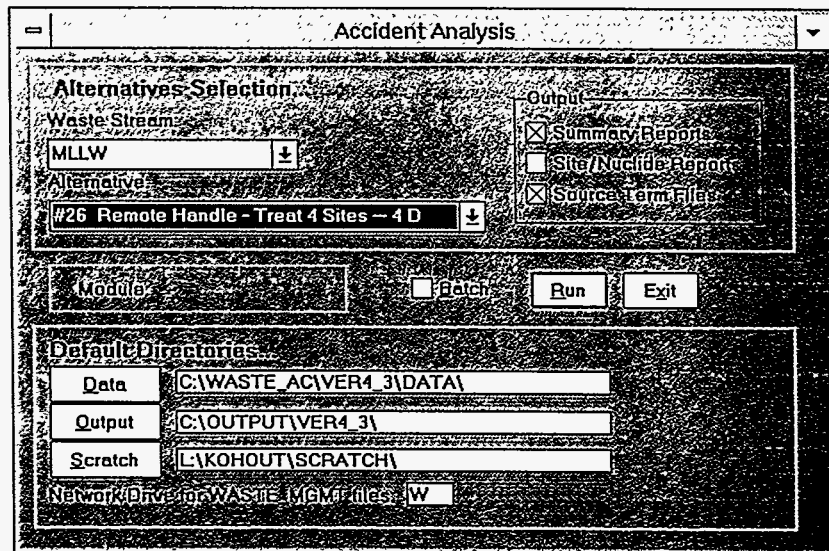 Accident Analysis
Alternatives Selection...
Waste Stream:
MLLW
Alternative:
#26 Remote Handle - Treat 4 Sites -- 4 D
Output
Summary Reports
Site/Nuclide Report
Source Term Files
Module:
Batch
Run
Exit
Default Directories...
Data
C:\WASTE_AC\VER4_3\DATA\
Output
C:\OUTPUT\VER4_3\
Scratch
L:\KOHOUT\SCRATCH\
Network Drive for WASTE_MGMT files: W